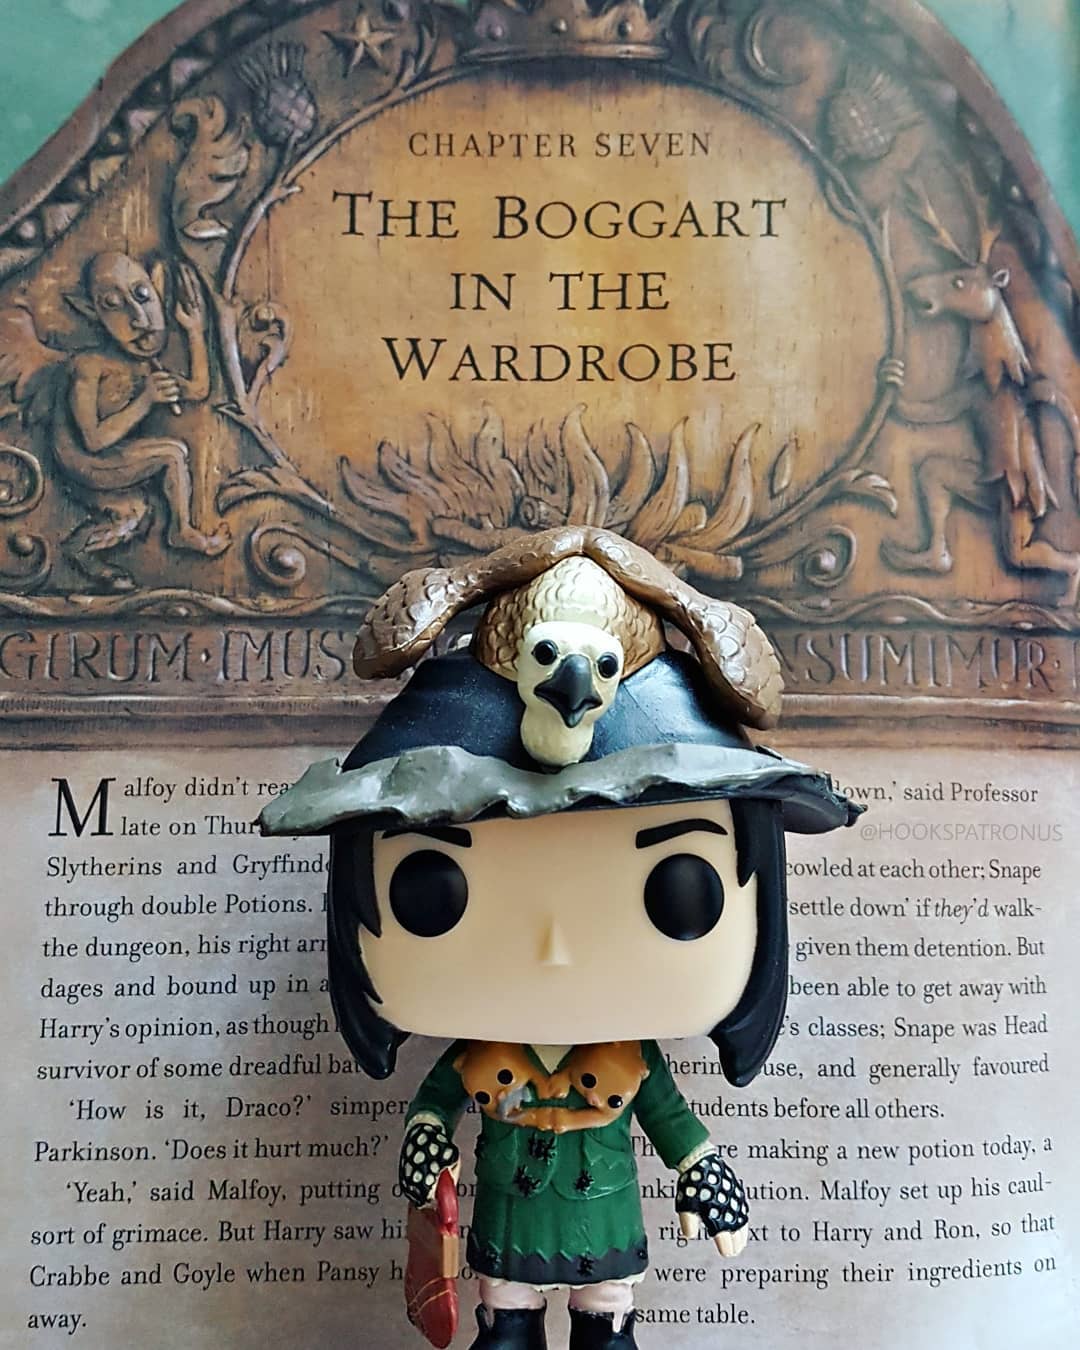 CHAPTER SEVEN
THE BOGGART
IN THE
WARDROBE
GIRUM·IMUS
NSUMIMUR·
Malfoy didn't rea
late on Thur
Slytherins and Gryffind
through double Potions.
the dungeon, his right ar
dages and bound up in a
Harry's opinion, as though
survivor of some dreadful bat
'How is it, Draco?' simper
Parkinson. 'Does it hurt much?'
'Yeah,' said Malfoy, putting
sort of grimace. But Harry saw hi
Crabbe and Goyle when Pansy h
away.
down,' said Professor
@HOOKSPATRONUS
cowled at each other; Snape
'settle down' if they'd walk-
given them detention. But
been able to get away with
's classes; Snape was Head
use, and generally favoured
tudents before all others.
re making a new potion today, a
ution. Malfoy set up his caul-
xt to Harry and Ron, so that
were preparing their ingredients on
same table.